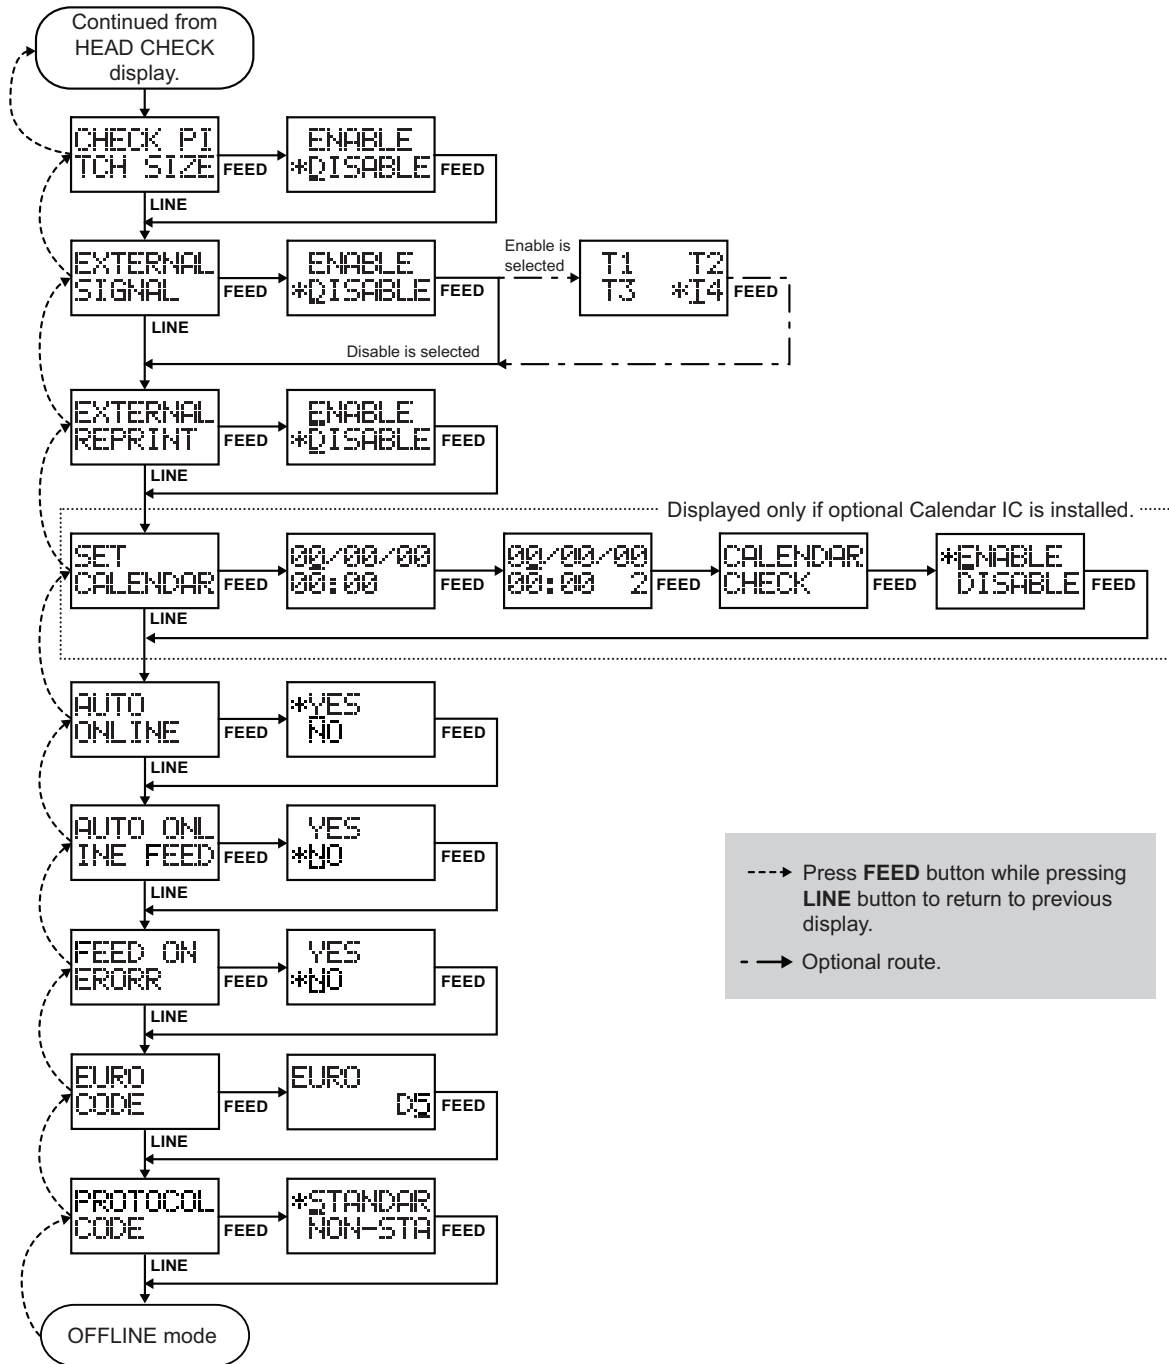 Continued from
HEAD CHECK
display.
CHECK PI
TCH SIZE
FEED
ENABLE
*DISABLE
FEED
LINE
EXTERNAL
SIGNAL
FEED
ENABLE
*DISABLE
FEED
Enable is
selected
T1 T2
T3 *I4
FEED
LINE
Disable is selected
EXTERNAL
REPRINT
FEED
ENABLE
*DISABLE
FEED
LINE
Displayed only if optional Calendar IC is installed.
SET
CALENDAR
FEED
00/00/00
00:00
FEED
00/00/00
00:00 2
FEED
CALENDAR
CHECK
FEED
*ENABLE
DISABLE
FEED
LINE
AUTO
ONLINE
FEED
*YES
NO
FEED
LINE
AUTO ONL
INE FEED
FEED
YES
*NO
FEED
LINE
FEED ON
ERORR
FEED
YES
*NO
FEED
LINE
EURO
CODE
FEED
EURO
D5
FEED
LINE
PROTOCOL
CODE
FEED
*STANDAR
NON-STA
FEED
LINE
OFFLINE mode
Press FEED button while pressing
LINE button to return to previous
display.
Optional route.